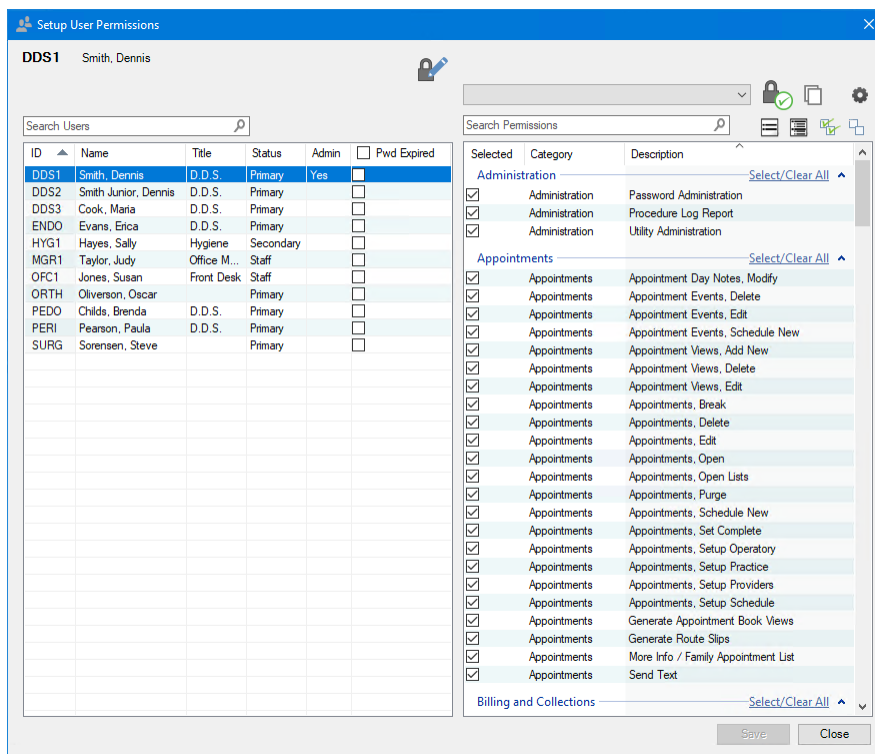 Setup User Permissions
DDS1 Smith, Dennis
Search Users
ID Name Title Status Admin Pwd Expired
DDS1 Smith, Dennis D.D.S. Primary Yes
DDS2 Smith Junior, Dennis D.D.S. Primary
DDS3 Cook, Maria D.D.S. Primary
ENDO Evans, Erica D.D.S. Primary
HYG1 Hayes, Sally Hygiene Secondary
MGR1 Taylor, Judy Office M... Staff
OFC1 Jones, Susan Front Desk Staff
ORTH Oliverson, Oscar Primary
PEDO Childs, Brenda D.D.S. Primary
PERI Pearson, Paula D.D.S. Primary
SURG Sorensen, Steve Primary
Search Permissions
Selected Category Description
Administration Select/Clear All
Administration Password Administration
Administration Procedure Log Report
Administration Utility Administration
Appointments Select/Clear All
Appointments Appointment Day Notes, Modify
Appointments Appointment Events, Delete
Appointments Appointment Events, Edit
Appointments Appointment Events, Schedule New
Appointments Appointment Views, Add New
Appointments Appointment Views, Delete
Appointments Appointment Views, Edit
Appointments Appointments, Break
Appointments Appointments, Delete
Appointments Appointments, Edit
Appointments Appointments, Open
Appointments Appointments, Open Lists
Appointments Appointments, Purge
Appointments Appointments, Schedule New
Appointments Appointments, Set Complete
Appointments Appointments, Setup Operatory
Appointments Appointments, Setup Practice
Appointments Appointments, Setup Providers
Appointments Appointments, Setup Schedule
Appointments Generate Appointment Book Views
Appointments Generate Route Slips
Appointments More Info / Family Appointment List
Appointments Send Text
Billing and Collections Select/Clear All
Save Close